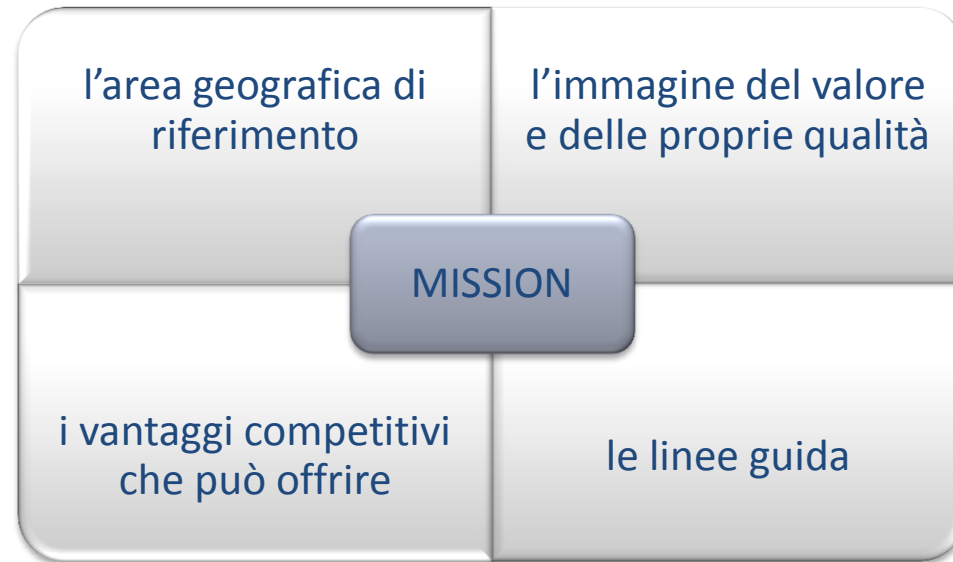 l’area geografica di
riferimento
l’immagine del valore
e delle proprie qualità
MISSION
i vantaggi competitivi
che può offrire
le linee guida